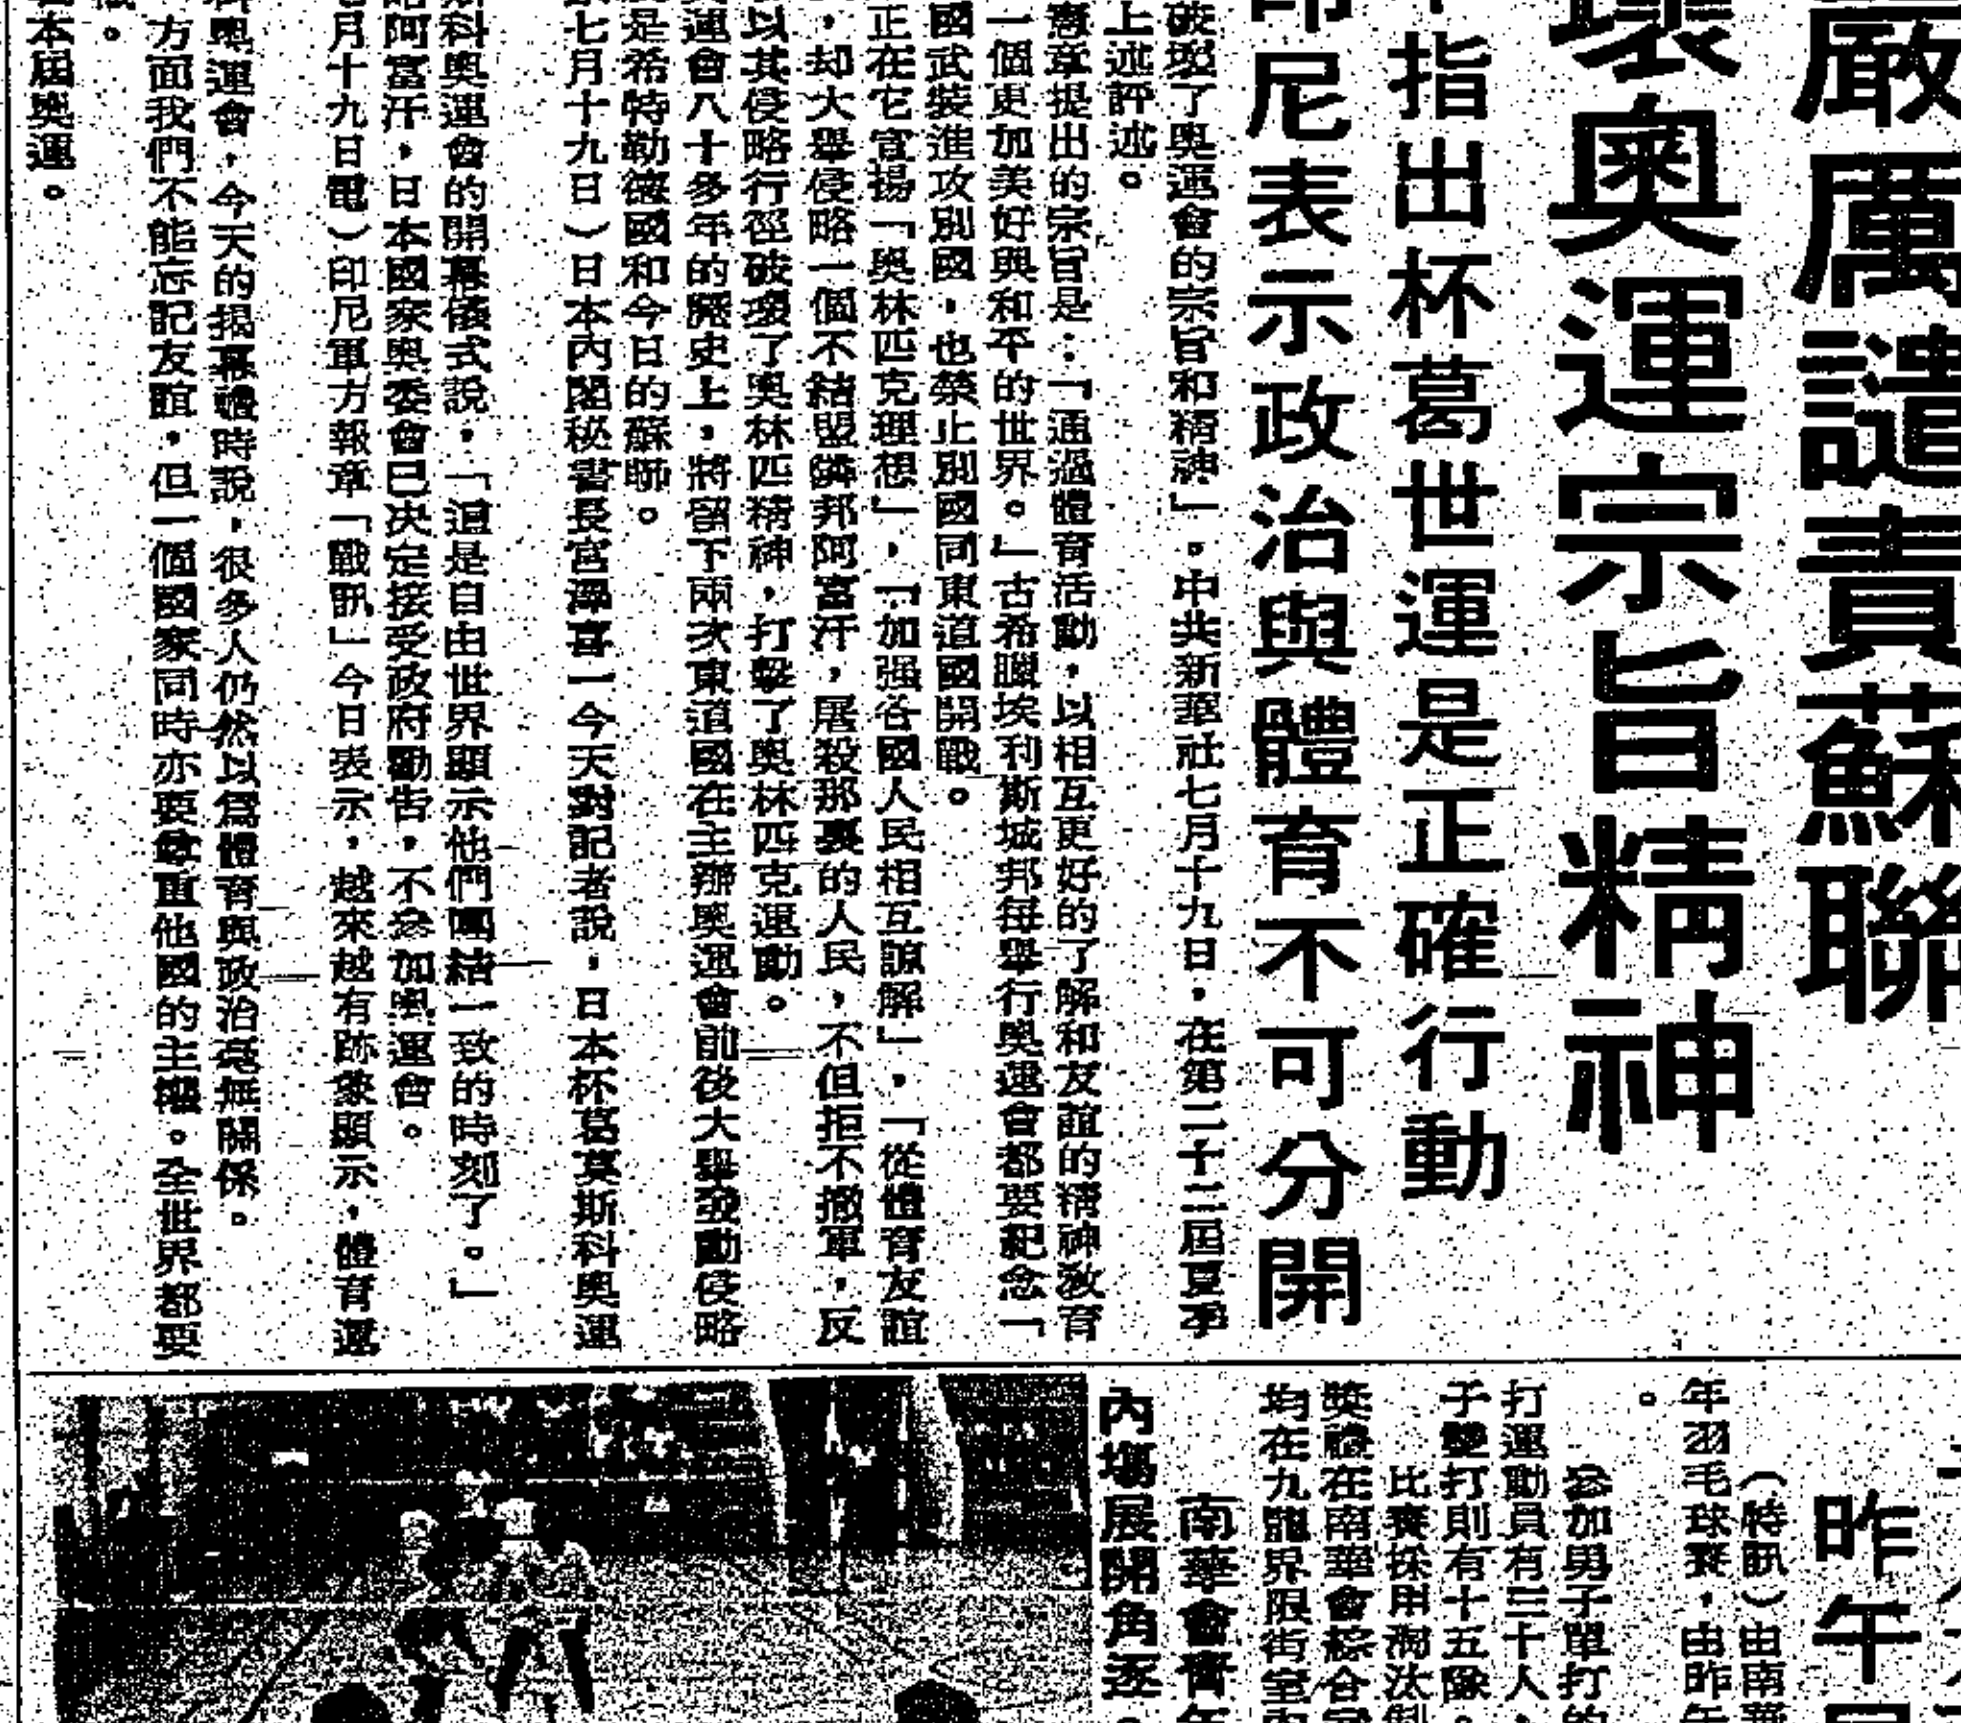 嚴厲譴責蘇聯
壞奧運宗旨精神
指出杯葛世運是正確行動
印尼表示政治與體育不可分開
破壞了奧運會的宗旨和精神」。中共新華社七月十九日,在第二十二屆夏季
上述評述。
憲章提出的宗旨是:「通過體育活動,以相互更好的了解和友誼的精神教育
一個更加美好與和平的世界。」古希臘埃利斯城邦每舉行奧運會都要紀念「
國武裝進攻別國,也禁止別國同東道國開戰。
正在它宣揚「奧林匹克理想」,「加强各國人民相互諒解」,「從體育友誼
,却大舉侵略一個不結盟鄰邦阿富汗,屠殺那裏的人民,不但拒不撤軍,反
以其侵略行徑破壞了奧林匹精神,打擊了奧林匹克運動。
運會八十多年的歷史上,將留下兩次東道國在主辦奧運會前後大舉發動侵略
是希特勒德國和今日的蘇聯。
七月十九日)日本內閣秘書長宮澤喜一今天對記者說,日本杯葛莫斯科奧運
斯科奧運會的開幕儀式說,「這是自由世界顯示他們團結一致的時刻了。」
阿富汗,日本國家奧委會已決定接受政府勸告,不參加奧運會。
月十九日電)印尼軍方報章「戰訊」今日表示,越來越有跡象顯示,體育運
奧運會,今天的揭幕禮時說,很多人仍然以爲體育與政治毫無關係。
方面我們不能忘記友誼,但一個國家同時亦要尊重他國的主權。全世界都要
。
本屆奧運。
昨午
(特訊)由南華
年羽毛球賽,由昨午
。
參加男子單打的
打運動員有三十人,
子雙打則有十五隊。
比賽採用淘汰制
獎禮在南華會綜合
均在九龍界限街室內
南華會青年
內塲展開角逐。